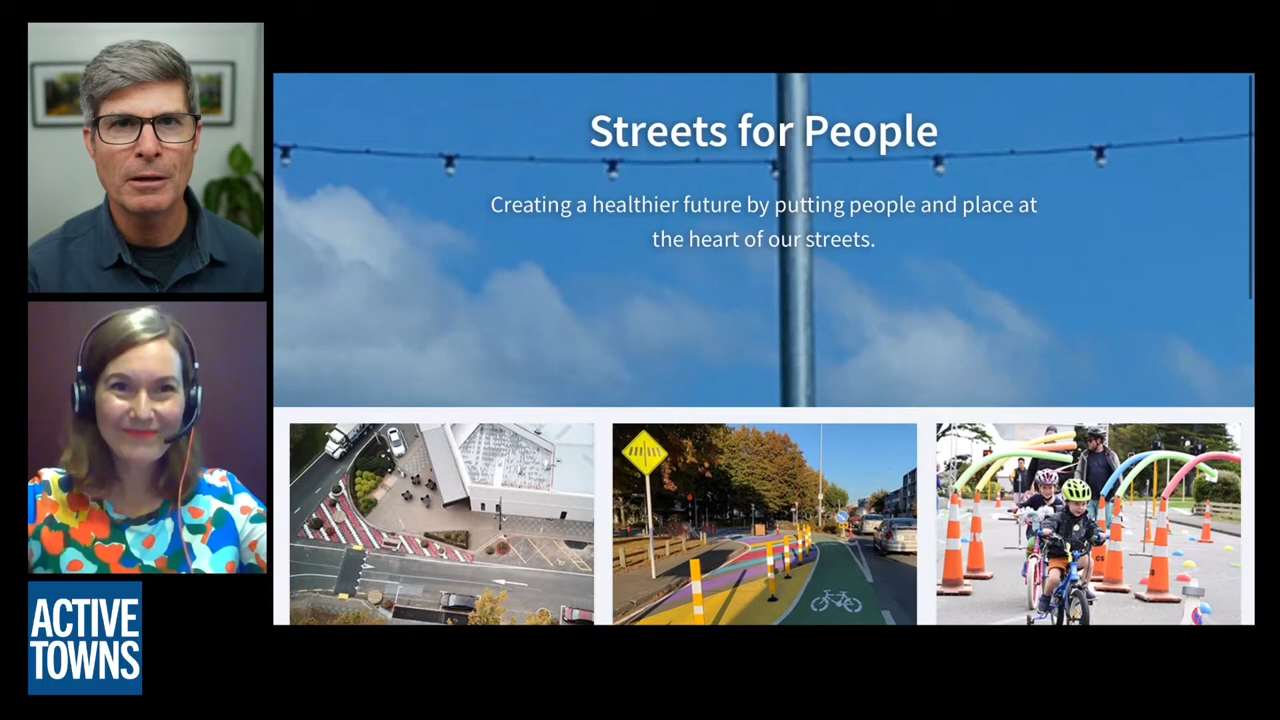 Streets for People
Creating a healthier future by putting people and place at
the heart of our streets.
ACTIVE
TOWNS